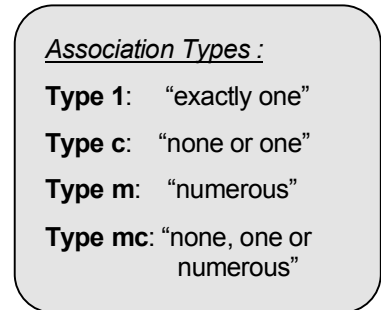 Association Types :
Type 1: “exactly one”
Type c: “none or one”
Type m: “numerous”
Type mc: “none, one or
numerous”